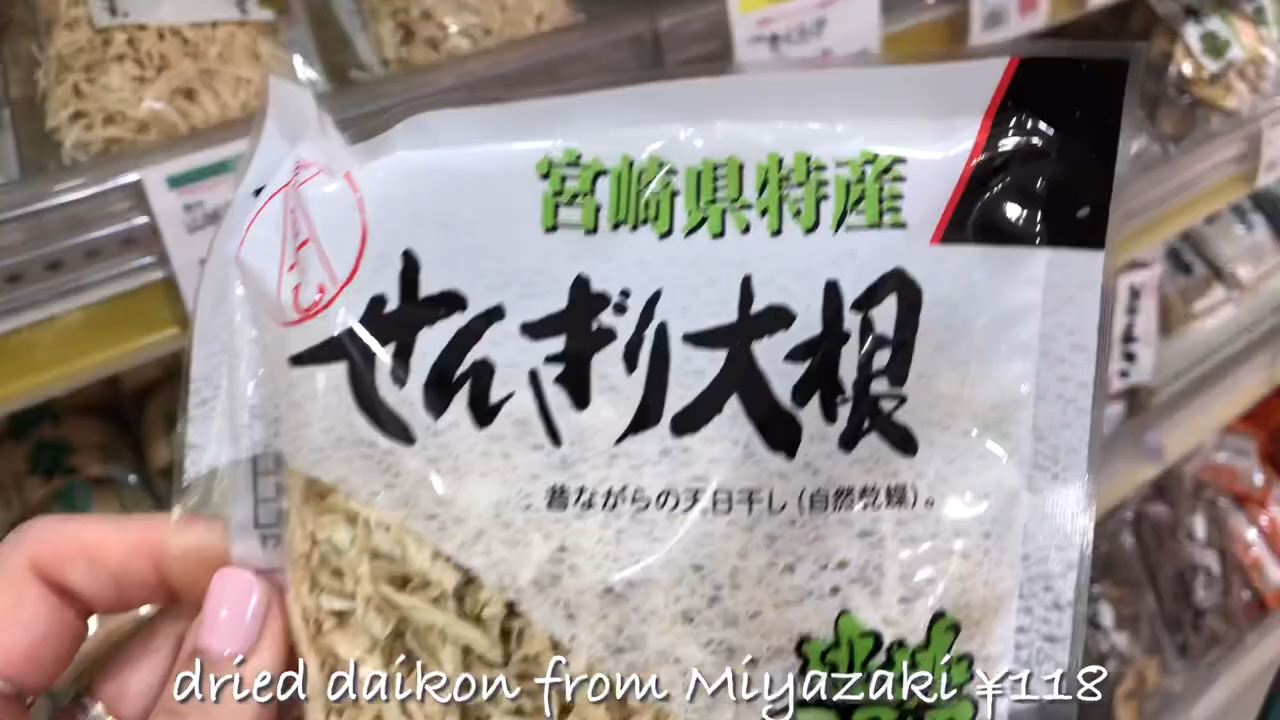 宮崎県特産
せんぎり大根
昔ながらの天日干し(自然乾燥)。
dried daikon from Miyazaki ¥118